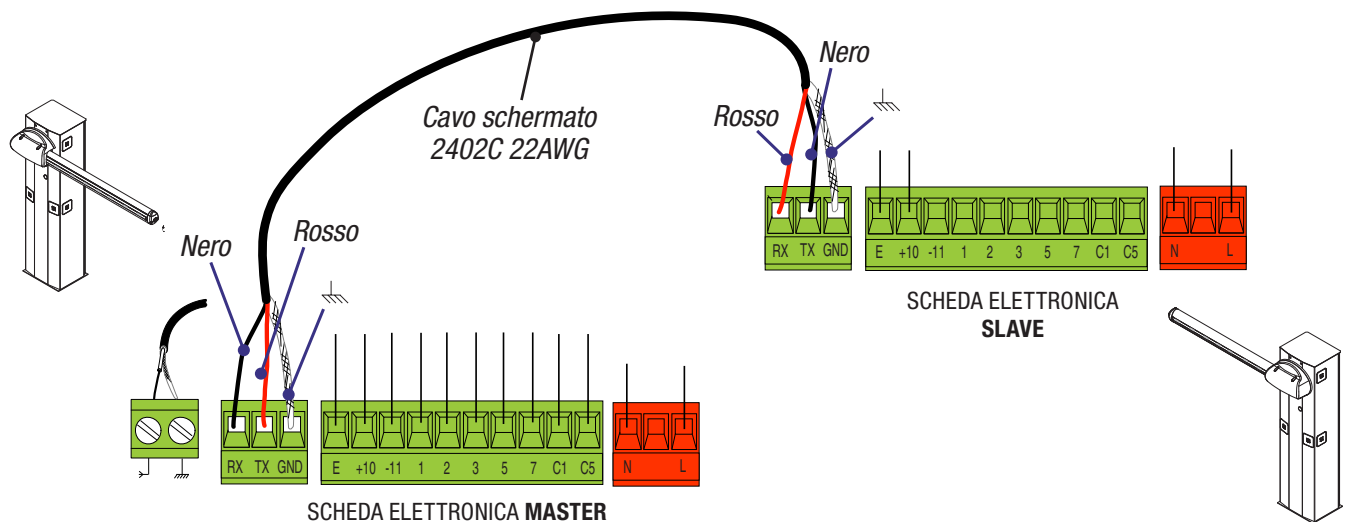 Nero
Cavo schermato
2402C 22AWG
Rosso
RX TX GND
E +10 -11 1 2 3 5 7 C1 C5
N L
SCHEDA ELETTRONICA
SLAVE
Nero
Rosso
RX TX GND
E +10 -11 1 2 3 5 7 C1 C5
N L
SCHEDA ELETTRONICA MASTER